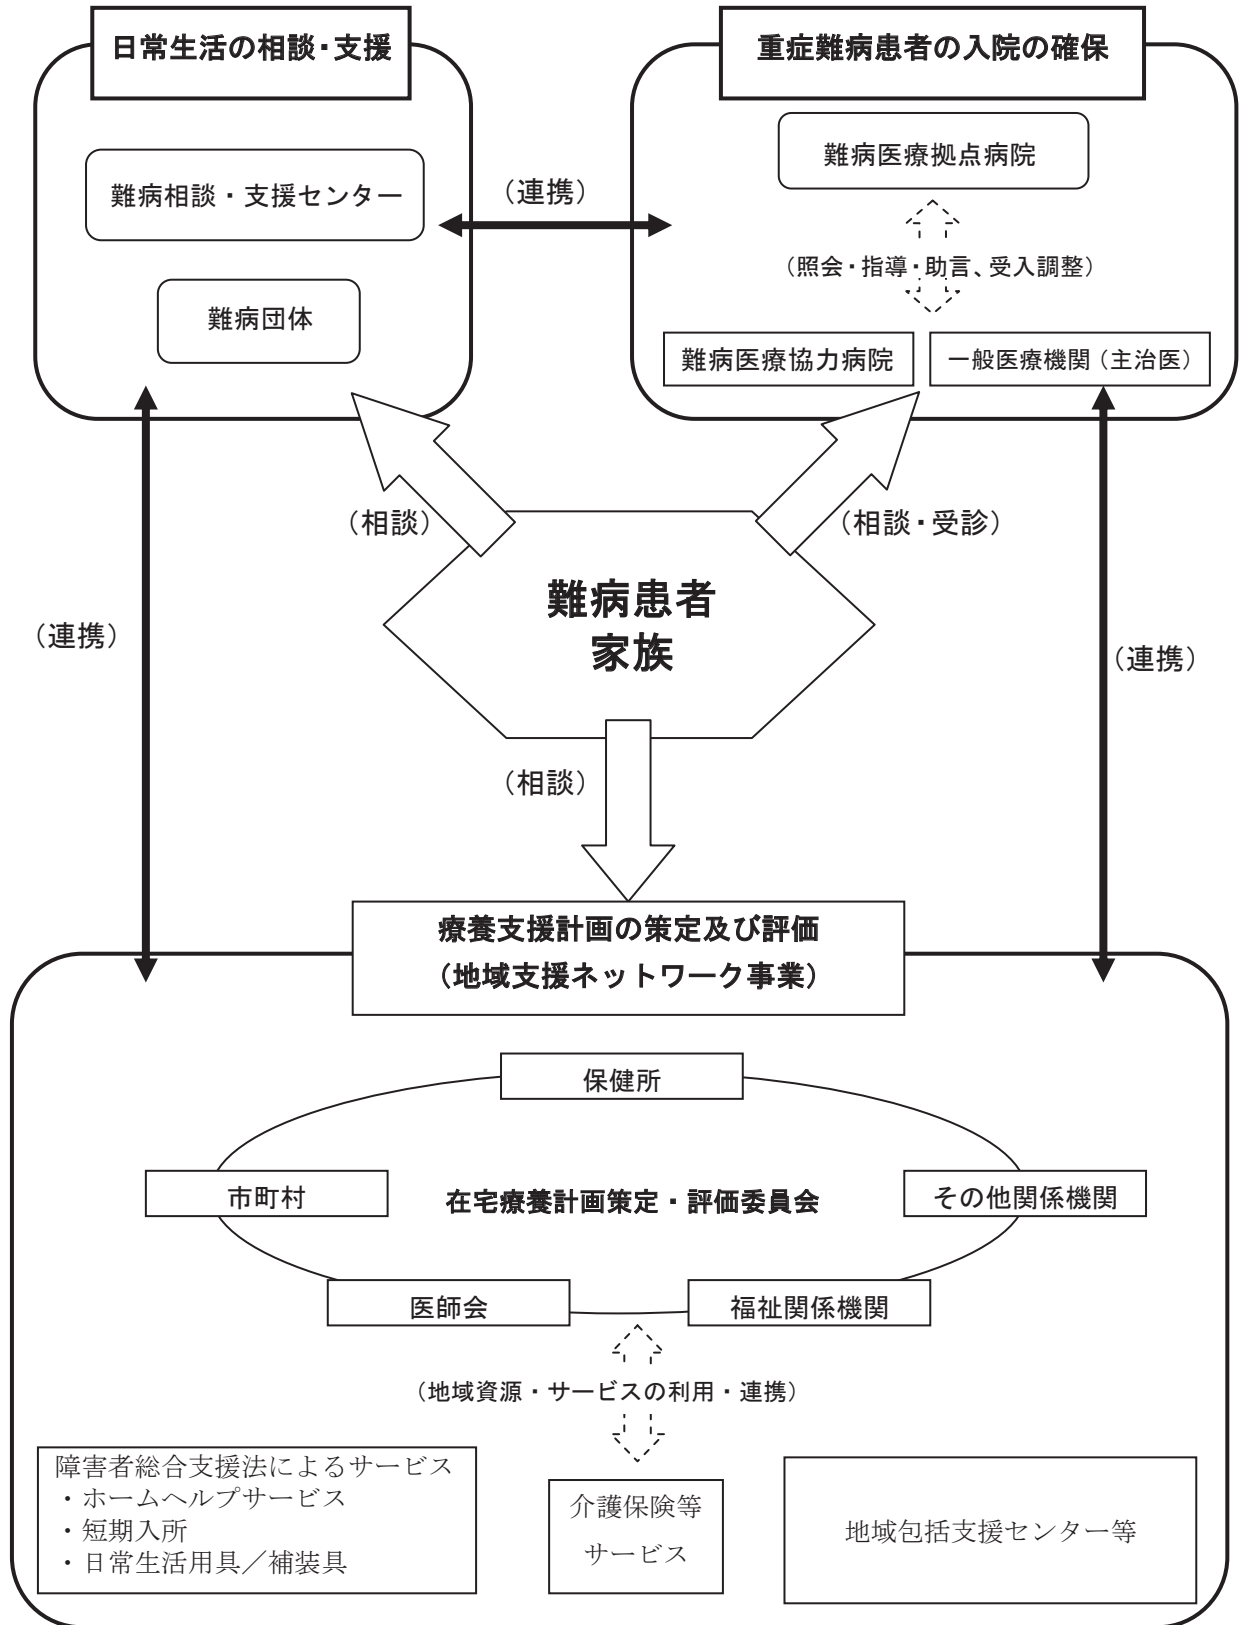 日常生活の相談・支援
重症難病患者の入院の確保
難病相談・支援センター
難病団体
（連携）
難病医療拠点病院
（照会・指導・助言、受入調整）
難病医療協力病院
一般医療機関（主治医）
（相談）
（相談・受診）
難病患者
家族
（連携）
（連携）
（相談）
療養支援計画の策定及び評価
（地域支援ネットワーク事業）
保健所
市町村
在宅療養計画策定・評価委員会
その他関係機関
医師会
福祉関係機関
（地域資源・サービスの利用・連携）
障害者総合支援法によるサービス
・ホームヘルプサービス
・短期入所
・日常生活用具／補装具
介護保険等
サービス
地域包括支援センター等